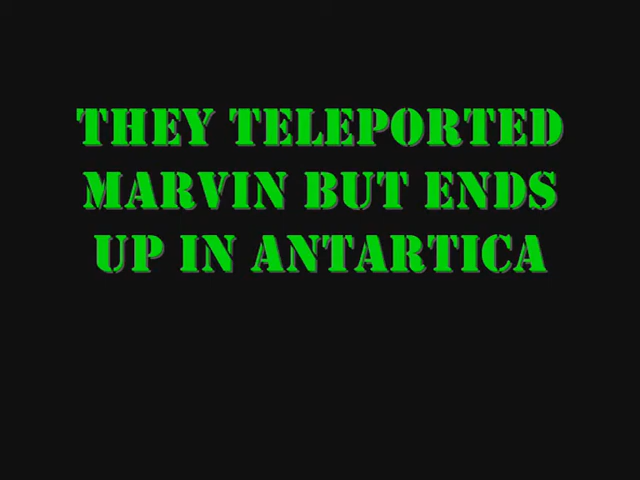 THEY TELEPORTED
MARVIN BUT ENDS
UP IN ANTARTICA